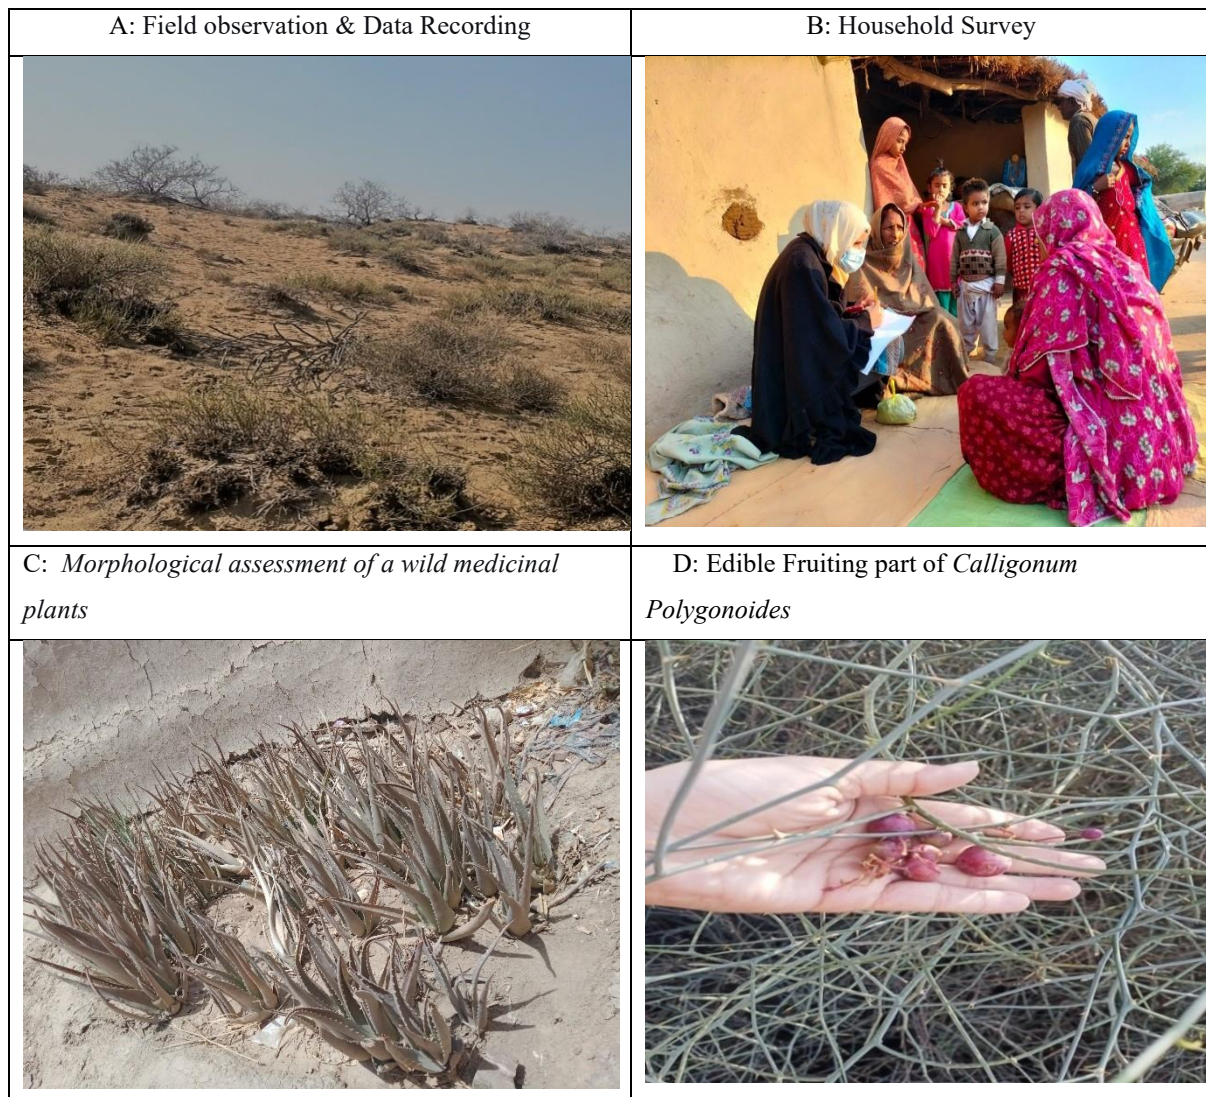 A: Field observation & Data Recording
B: Household Survey
C: Morphological assessment of a wild medicinal
plants
D: Edible Fruiting part of Calligonum
Polygonoides